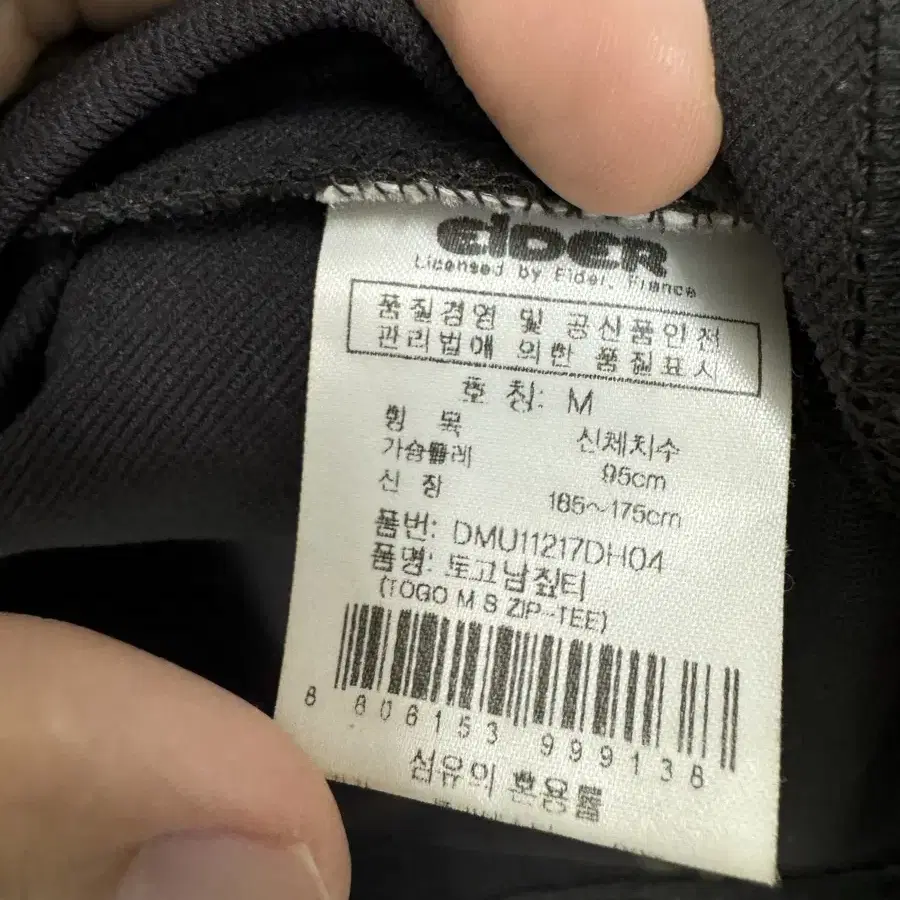 eiDER
Licensed by Eider, France
품질경영 및 공산품안전
관리법에 의한 품질표시
호 칭: M
항 목 신체치수
가슴둘레 95cm
신 장 165~175cm
품번: DMU11217DH04
품명: 토고남짚티
(TOGO M S ZIP-TEE)
8 806153 999138
섬유의 혼용률